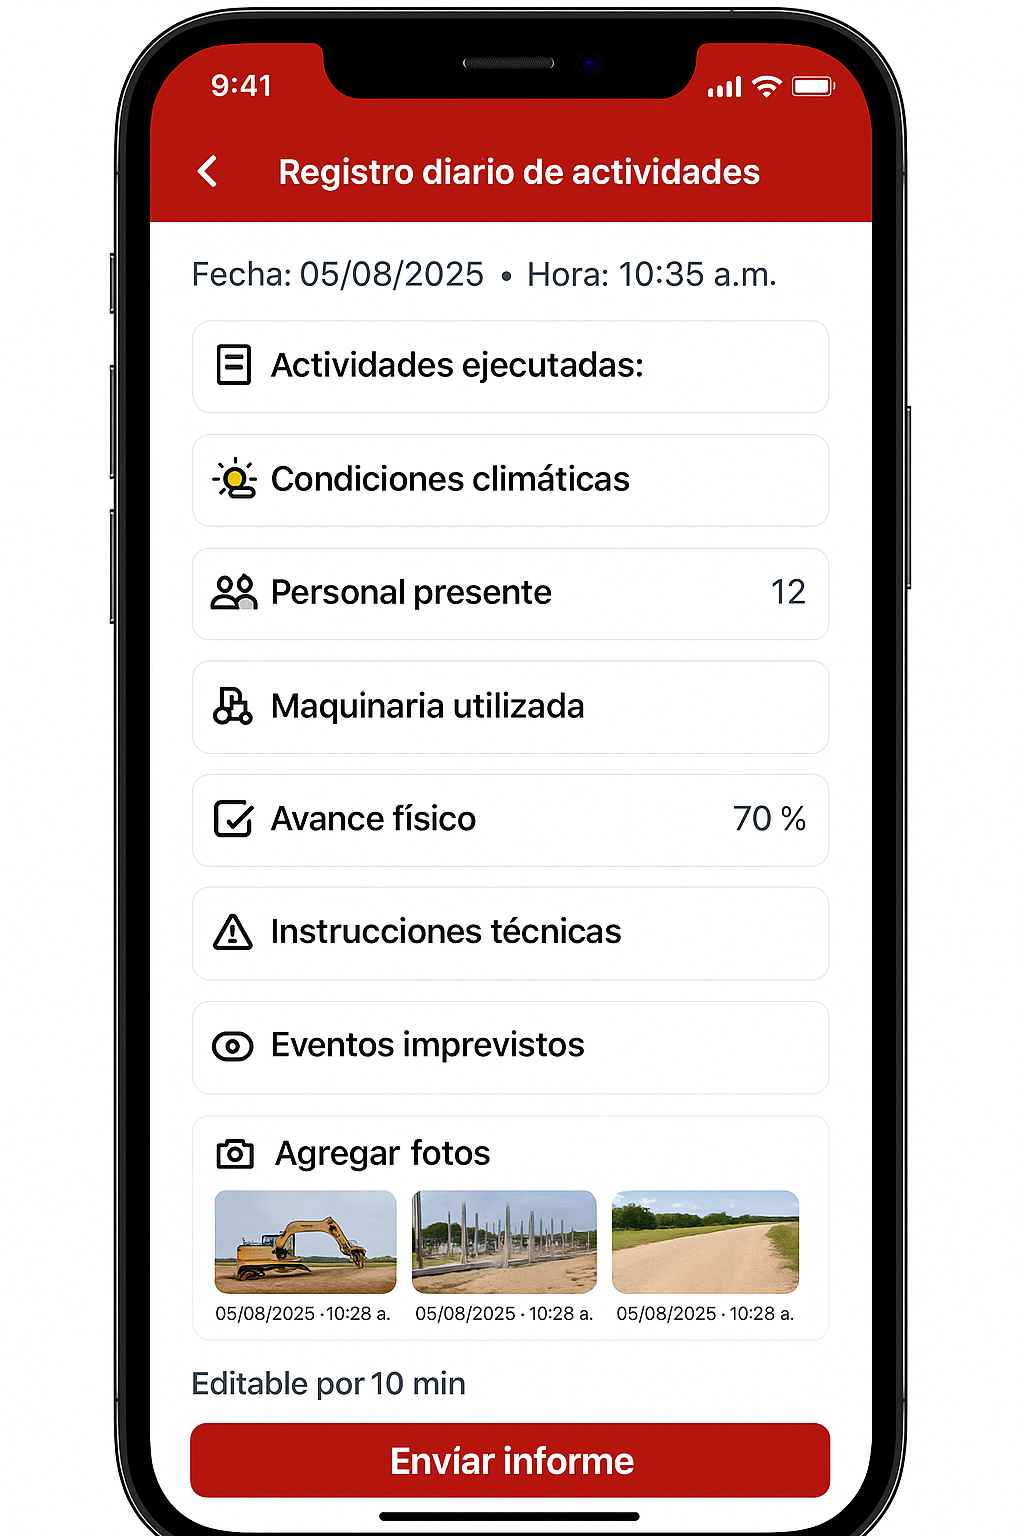 9:41
Registro diario de actividades
Fecha: 05/08/2025 • Hora: 10:35 a.m.
Actividades ejecutadas:
Condiciones climáticas
Personal presente 12
Maquinaria utilizada
Avance físico 70 %
Instrucciones técnicas
Eventos imprevistos
Agregar fotos
05/08/2025 · 10:28 a. 05/08/2025 · 10:28 a. 05/08/2025 · 10:28 a.
Editable por 10 min
Envíar informe